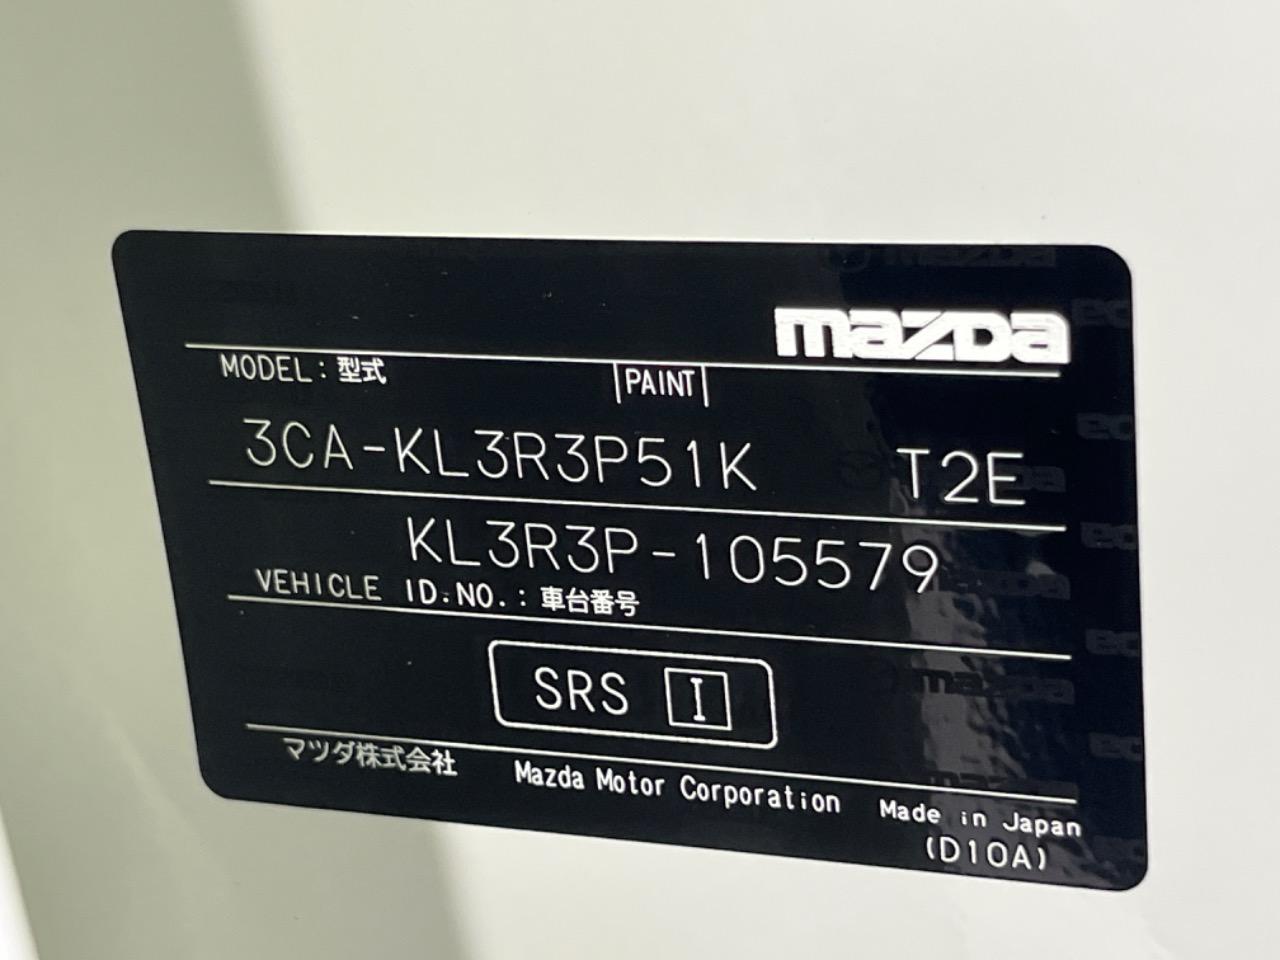 mazda
MODEL : 型式 PAINT
3CA-KL3R3P51K T2E
KL3R3P-105579
VEHICLE ID.NO. : 車台番号
SRS I
マツダ株式会社 Mazda Motor Corporation Made in Japan
(D10A)